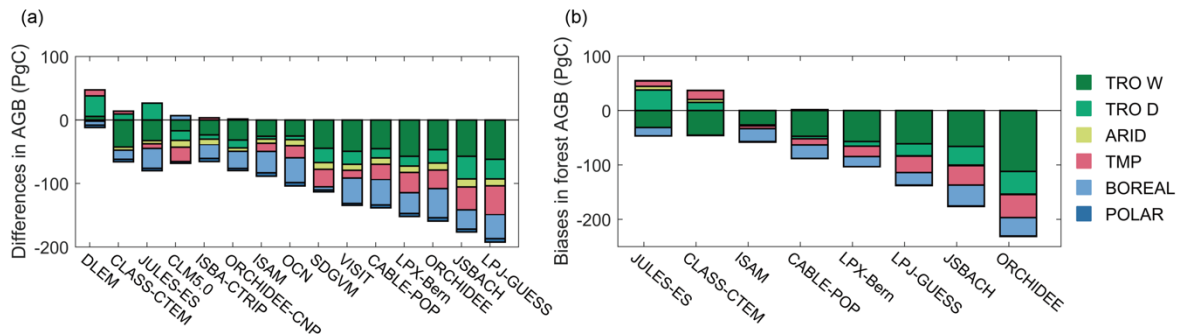 (a)
Differences in AGB (PgC)
100
0
-100
-200
DLEM
CLASS-CTEM
JULES-ES
CLM5.0
ISBA-CTRIP
ORCHIDEE-CNP
ISAM
OCN
SDGVM
VISIT
CABLE-POP
LPX-Bern
ORCHIDEE
JSBACH
LPJ-GUESS
(b)
Biases in forest AGB (PgC)
100
0
-100
-200
JULES-ES
CLASS-CTEM
ISAM
CABLE-POP
LPX-Bern
LPJ-GUESS
JSBACH
ORCHIDEE
TRO W
TRO D
ARID
TMP
BOREAL
POLAR